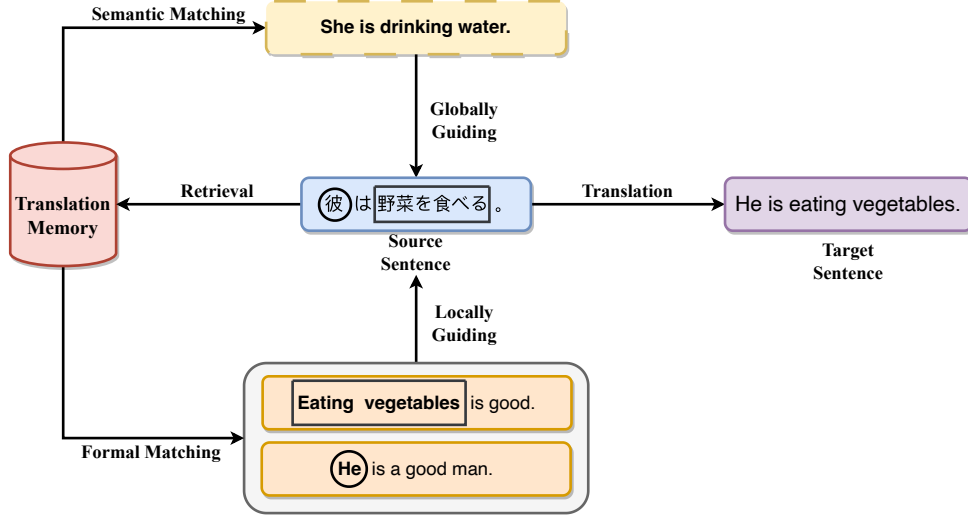 Semantic Matching
She is drinking water.
Globally
Guiding
Translation
Memory
Retrieval
彼は野菜を食べる。
Source
Sentence
Translation
He is eating vegetables.
Target
Sentence
Locally
Guiding
Formal Matching
Eating vegetables is good.
He is a good man.